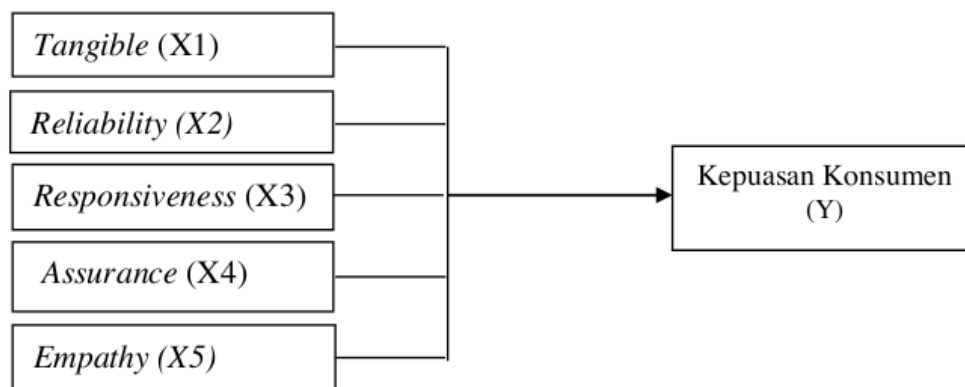 Tangible (X1)
Reliability (X2)
Responsiveness (X3)
Assurance (X4)
Empathy (X5)
Kepuasan Konsumen
(Y)